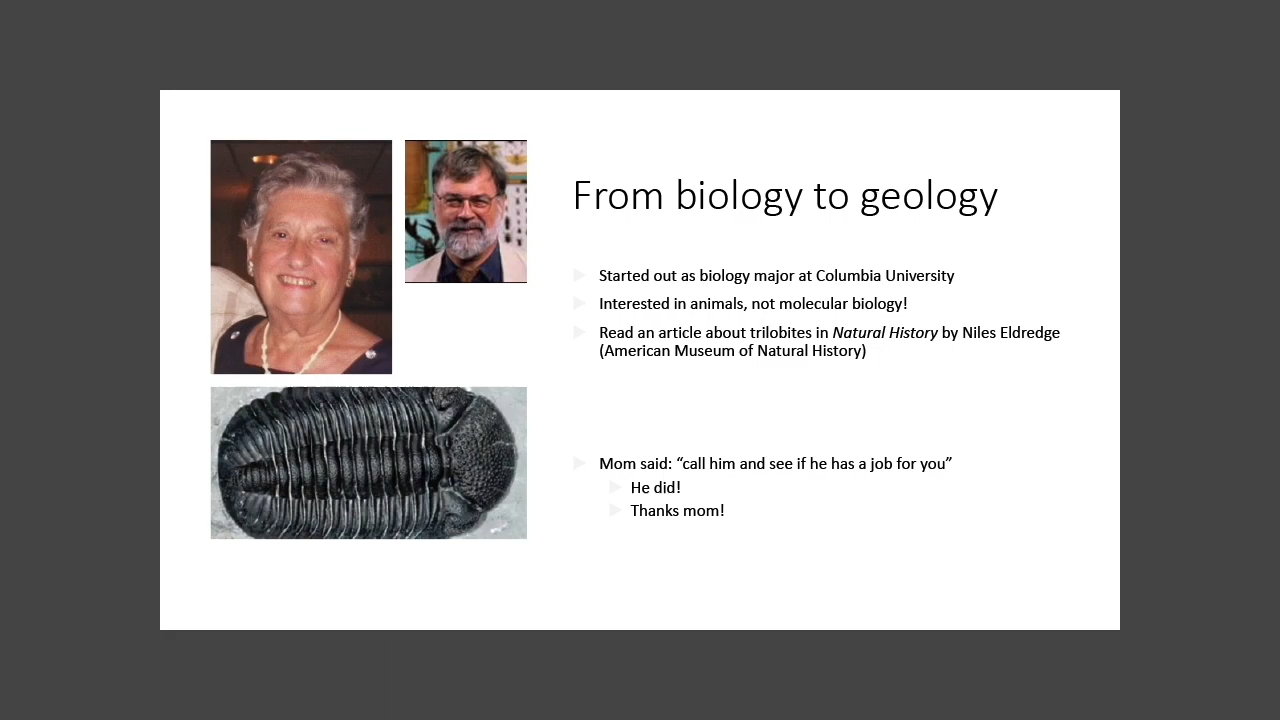 From biology to geology
Started out as biology major at Columbia University
Interested in animals, not molecular biology!
Read an article about trilobites in Natural History by Niles Eldredge
(American Museum of Natural History)
Mom said: “call him and see if he has a job for you”
He did!
Thanks mom!